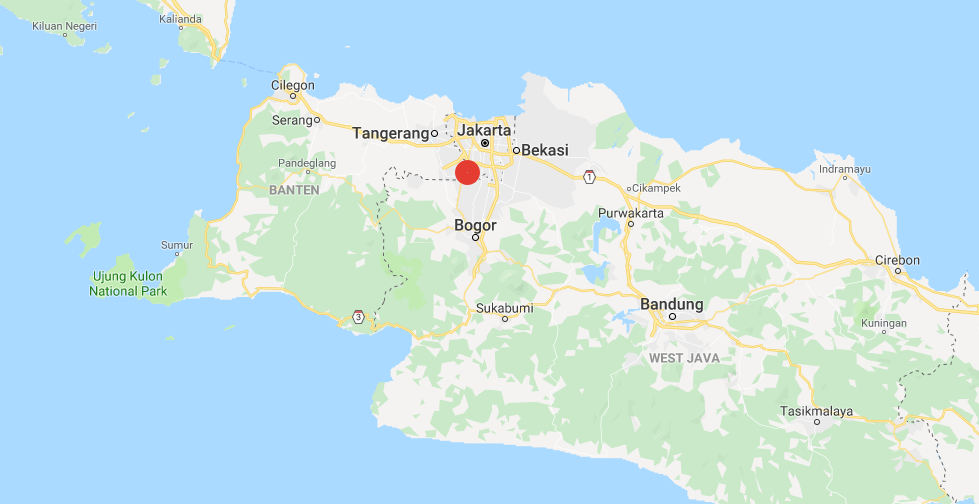 Kalianda
Kiluan Negeri
Cilegon
Serang
Tangerang
Jakarta
Bekasi
Pandeglang
BANTEN
1
Cikampek
Indramayu
Purwakarta
Bogor
Sumur
Cirebon
Ujung Kulon
National Park
3
Sukabumi
Bandung
Kuningan
WEST JAVA
Tasikmalaya